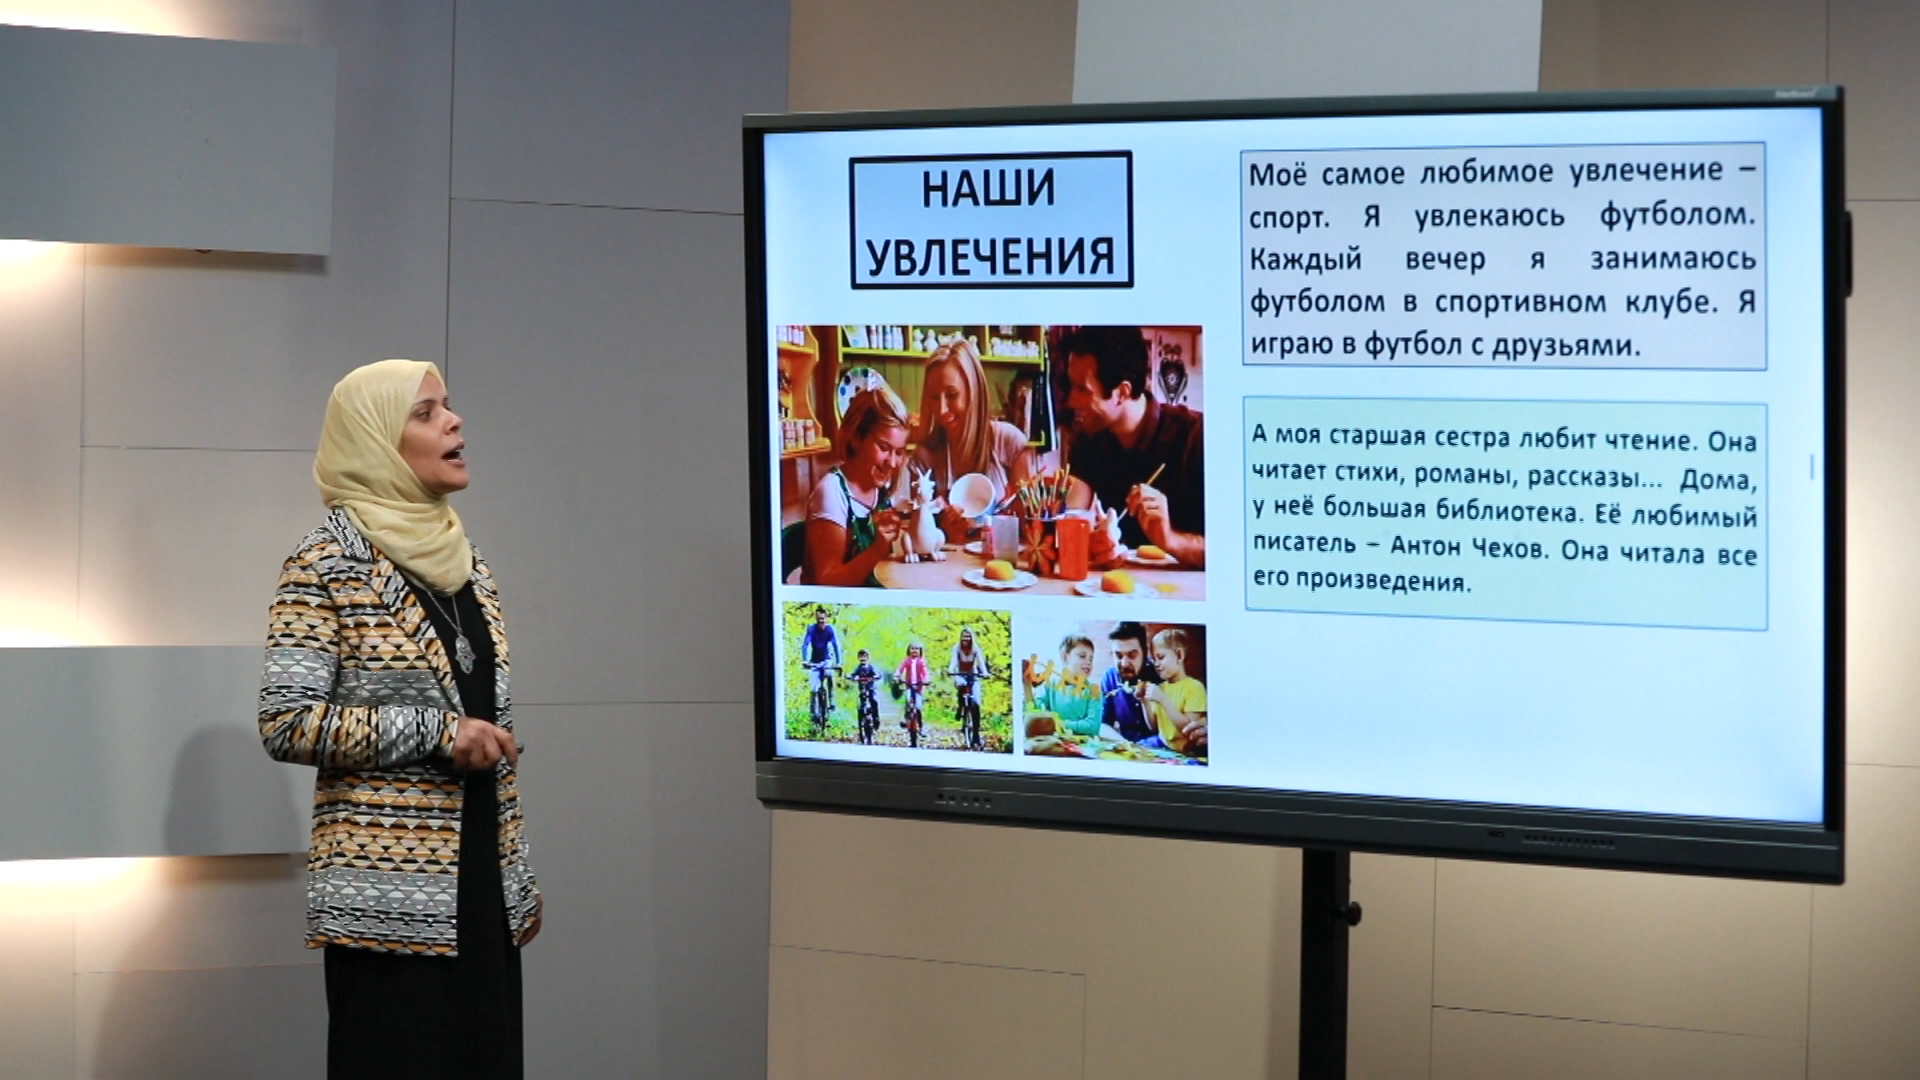 НАШИ
УВЛЕЧЕНИЯ
Моё самое любимое увлечение –
спорт. Я увлекаюсь футболом.
Каждый вечер я занимаюсь
футболом в спортивном клубе. Я
играю в футбол с друзьями.
А моя старшая сестра любит чтение. Она
читает стихи, романы, рассказы... Дома,
у неё большая библиотека. Её любимый
писатель – Антон Чехов. Она читала все
его произведения.